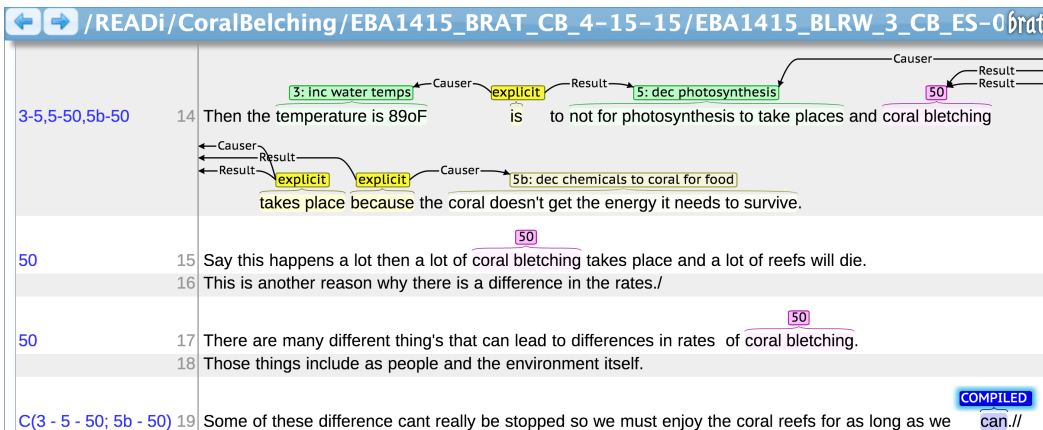 /READi/CoralBelching/EBA1415_BRAT_CB_4-15-15/EBA1415_BLRW_3_CB_ES-0 brat
Causer
Result
3: inc water temps Causer explicit Result 5: dec photosynthesis 50 Result
3-5,5-50,5b-50 14 Then the temperature is 89oF is to not for photosynthesis to take places and coral bletching
Causer
Result
Result explicit explicit Causer 5b: dec chemicals to coral for food
takes place because the coral doesn't get the energy it needs to survive.
50
50 15 Say this happens a lot then a lot of coral bletching takes place and a lot of reefs will die.
16 This is another reason why there is a difference in the rates./
50
50 17 There are many different thing's that can lead to differences in rates of coral bletching.
18 Those things include as people and the environment itself.
COMPILED
C(3 - 5 - 50; 5b - 50) 19 Some of these difference cant really be stopped so we must enjoy the coral reefs for as long as we can.//